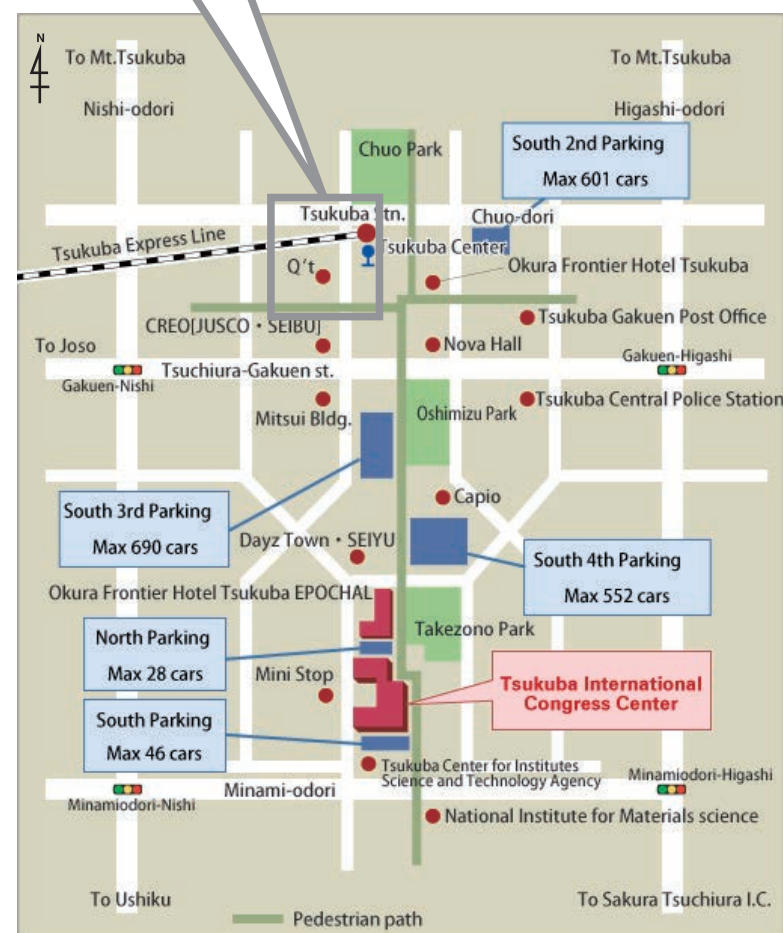 N
To Mt.Tsukuba
To Mt.Tsukuba
Nishi-odori
Higashi-odori
Chuo Park
South 2nd Parking
Max 601 cars
Tsukuba Stn.
Chuo-dori
Tsukuba Express Line
Tsukuba Center
Q't
Okura Frontier Hotel Tsukuba
CREO[JUSCO・SEIBU]
Tsukuba Gakuen Post Office
To Joso
Nova Hall
Gakuen-Higashi
Tsuchiura-Gakuen st.
Gakuen-Nishi
Mitsui Bldg.
Oshimizu Park
Tsukuba Central Police Station
Capio
South 3rd Parking
Max 690 cars
Dayz Town・SEIYU
South 4th Parking
Max 552 cars
Okura Frontier Hotel Tsukuba EPOCHAL
Takezono Park
North Parking
Max 28 cars
Mini Stop
Tsukuba International
Congress Center
South Parking
Max 46 cars
Tsukuba Center for Institutes
Science and Technology Agency
Minami-odori
Minamiodori-Higashi
Minamiodori-Nishi
National Institute for Materials science
To Ushiku
To Sakura Tsuchiura I.C.
Pedestrian path